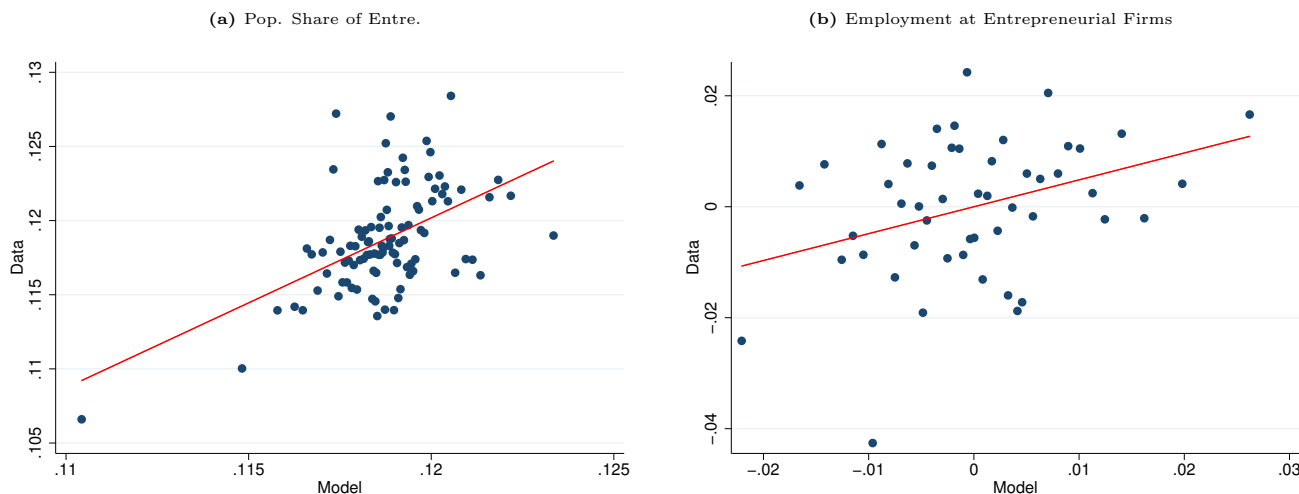 (a) Pop. Share of Entre.
.13
.125
.12
.115
.11
.105
Data
.11 .115 .12 .125
Model
(b) Employment at Entrepreneurial Firms
.02
0
-.02
-.04
Data
-.02 -.01 0 .01 .02 .03
Model